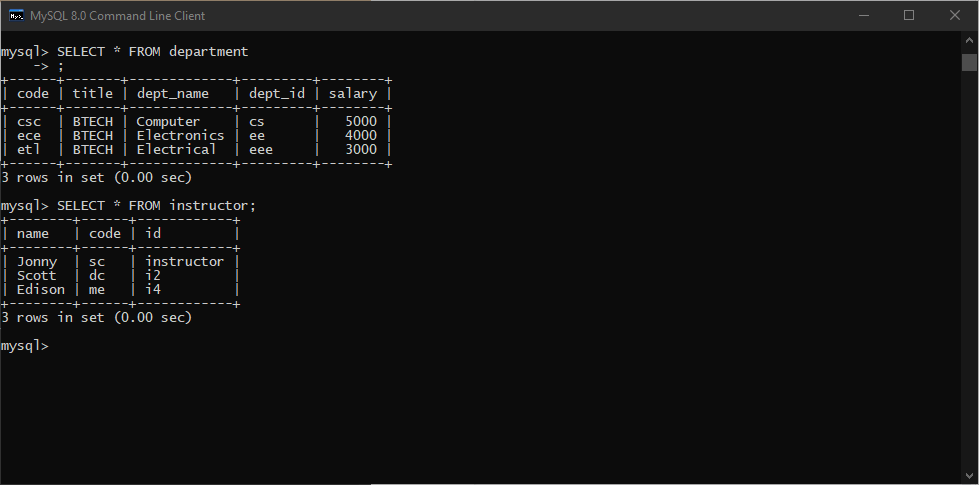 MySQL 8.0 Command Line Client
mysql> SELECT * FROM department
    -> ;
+------+-------+-------------+---------+--------+
| code | title | dept_name   | dept_id | salary |
+------+-------+-------------+---------+--------+
| csc  | BTECH | Computer    | cs      |   5000 |
| ece  | BTECH | Electronics | ee      |   4000 |
| etl  | BTECH | Electrical  | eee     |   3000 |
+------+-------+-------------+---------+--------+
3 rows in set (0.00 sec)
mysql> SELECT * FROM instructor;
+--------+------+------------+
| name   | code | id         |
+--------+------+------------+
| Jonny  | sc   | instructor |
| Scott  | dc   | i2         |
| Edison | me   | i4         |
+--------+------+------------+
3 rows in set (0.00 sec)
mysql>